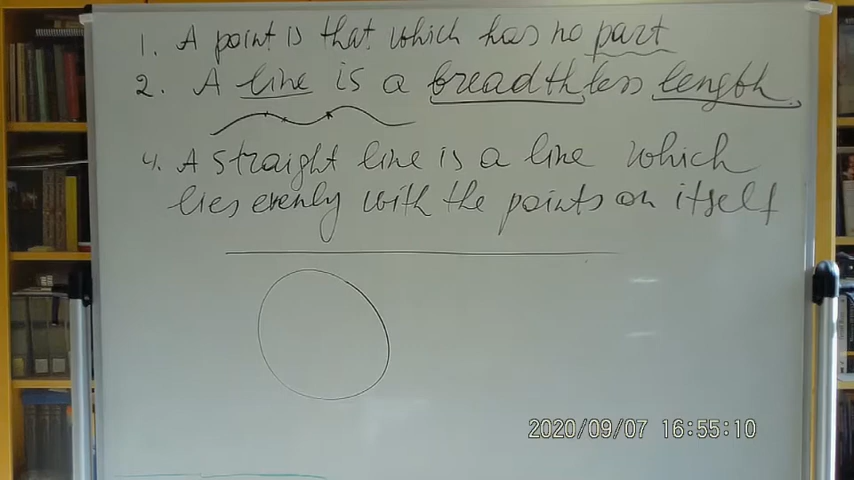 1. A point is that which has no part
2. A line is a breadthless length.
4. A straight line is a line which
lies evenly with the points on itself
2020/09/07 16:55:10